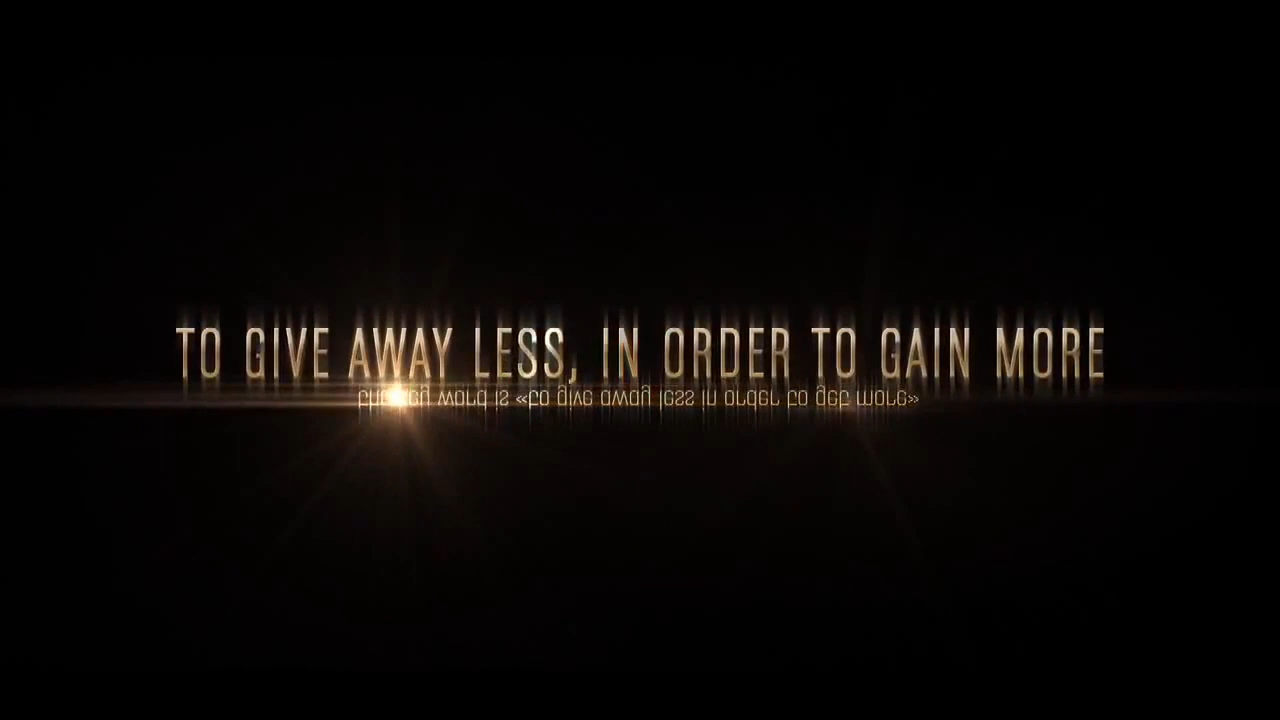 TO GIVE AWAY LESS, IN ORDER TO GAIN MORE
word is «to give away less in order to get more»